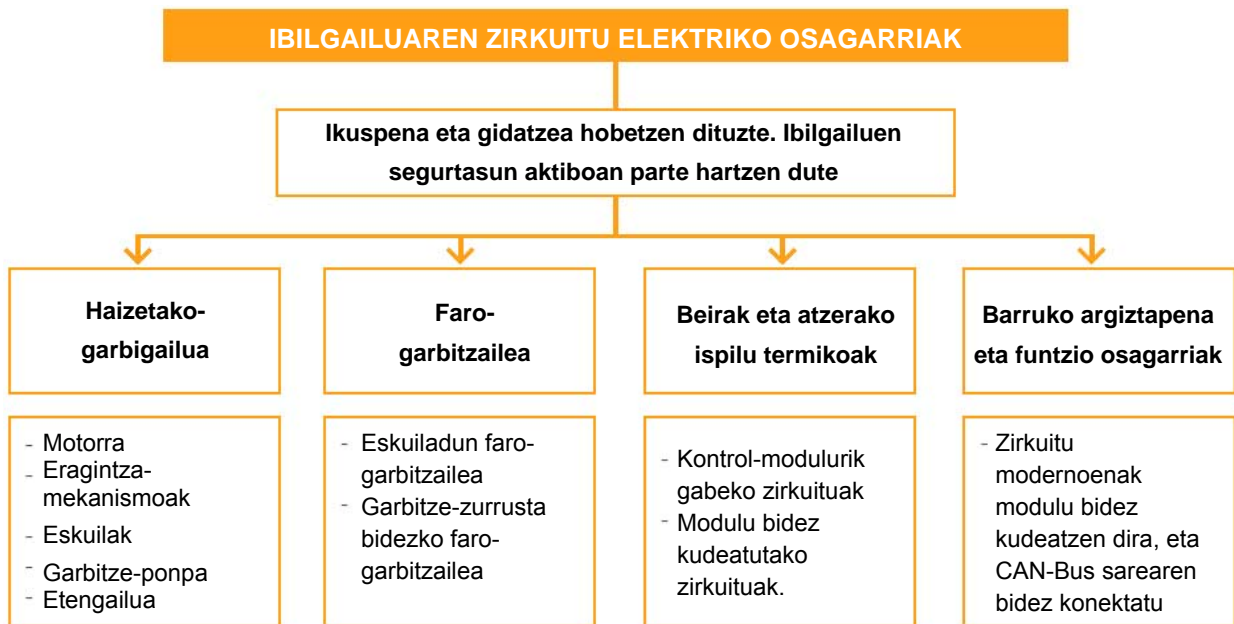 IBILGAILUAREN ZIRKUITU ELEKTRIKO OSAGARRIAK
Ikuspena eta gidatzea hobetzen dituzte. Ibilgailuen
segurtasun aktiboan parte hartzen dute
Haizetako-
garbigailua
- Motorra
- Eragintza-
mekanismoak
- Eskuilak
- Garbitze-ponpa
- Etengailua
Faro-
garbitzailea
- Eskuiladun faro-
garbitzailea
- Garbitze-zurrusta
bidezko faro-
garbitzailea
Beirak eta atzerako
ispilu termikoak
- Kontrol-modulurik
gabeko zirkuituak
- Modulu bidez
kudeatutako
zirkuituak.
Barruko argiztapena
eta funtzio osagarriak
- Zirkuitu
modernoenak
modulu bidez
kudeatzen dira, eta
CAN-Bus sarearen
bidez konektatu